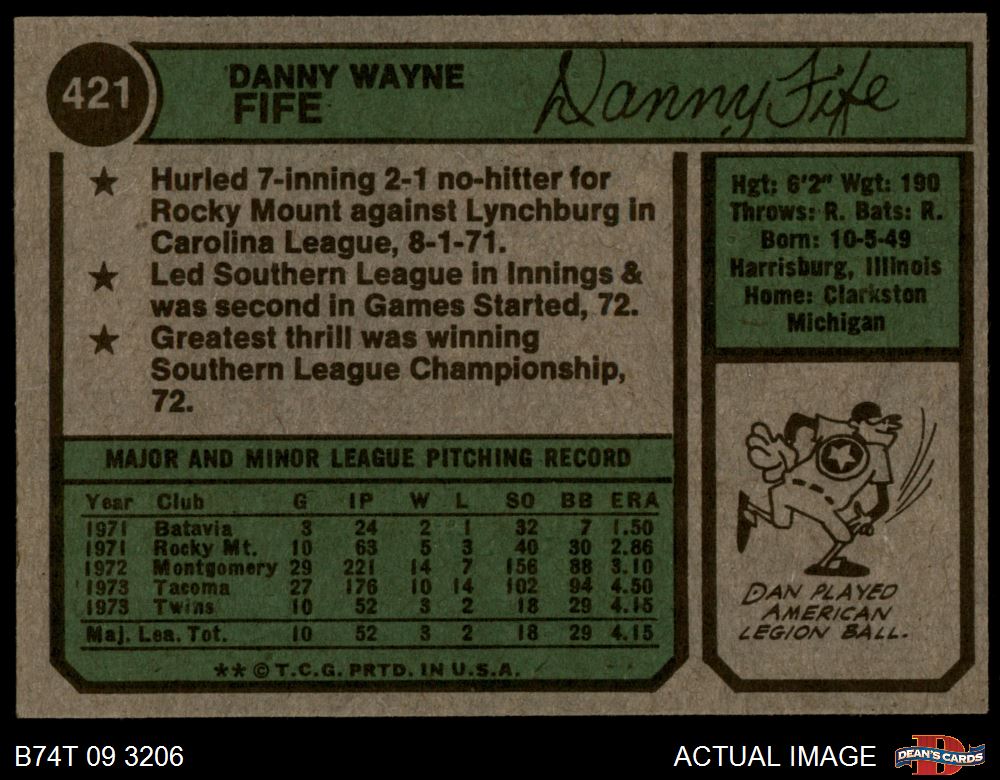 421
DANNY WAYNE
FIFE
Danny Fife
★ Hurled 7-inning 2-1 no-hitter for
Rocky Mount against Lynchburg in
Carolina League, 8-1-71.
★ Led Southern League in Innings &
was second in Games Started, 72.
★ Greatest thrill was winning
Southern League Championship,
72.
Hgt: 6'2" Wgt: 190
Throws: R. Bats: R.
Born: 10-5-49
Harrisburg, Illinois
Home: Clarkston
Michigan
MAJOR AND MINOR LEAGUE PITCHING RECORD
Year Club G IP W L SO BB ERA
1971 Batavia 3 24 2 1 32 7 1.50
1971 Rocky Mt. 10 63 5 3 40 30 2.86
1972 Montgomery 29 221 14 7 156 88 3.10
1973 Tacoma 27 176 10 14 102 94 4.50
1973 Twins 10 52 3 2 18 29 4.15
Maj. Lea. Tot. 10 52 3 2 18 29 4.15
** © T.C.G. PRTD. IN U.S.A.
DAN PLAYED
AMERICAN
LEGION BALL.
B74T 09 3206
ACTUAL IMAGE
D
DEAN'S CARDS